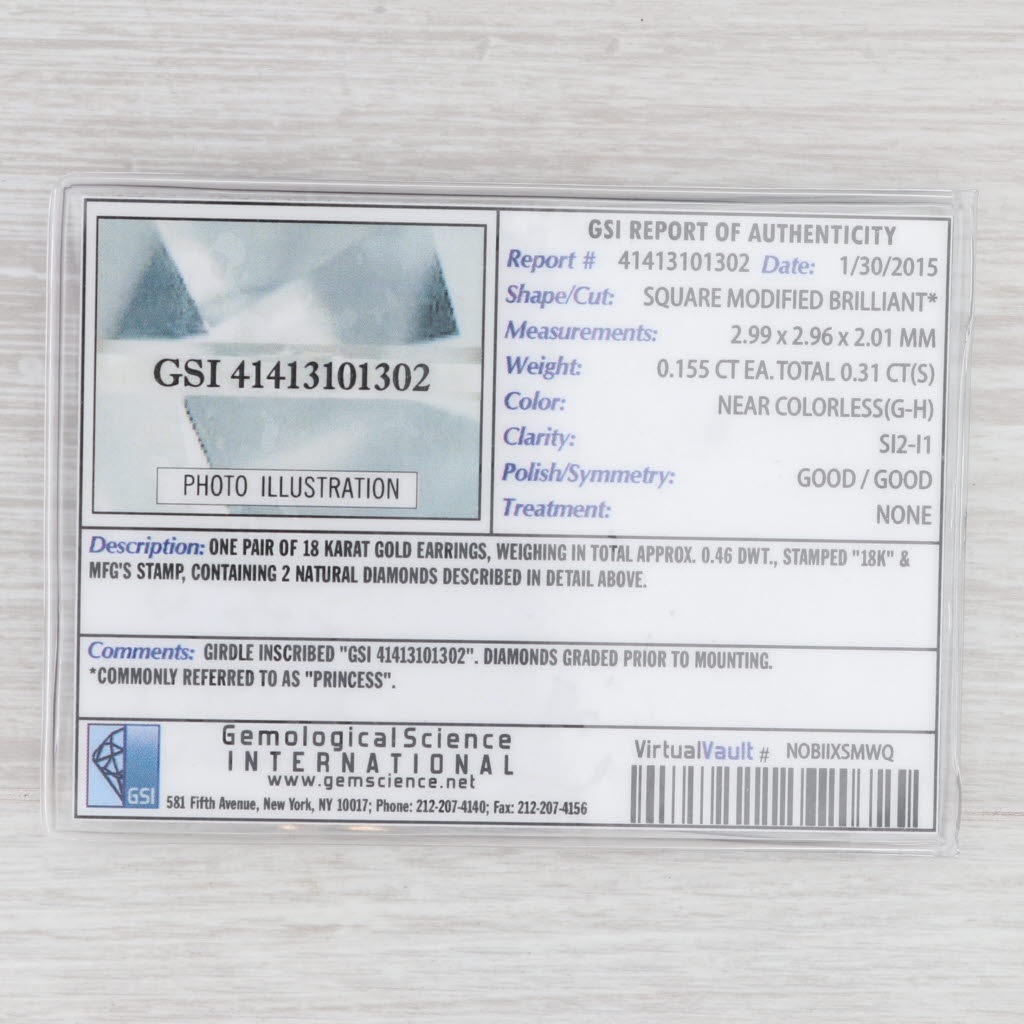 GSI 41413101302
PHOTO ILLUSTRATION
GSI REPORT OF AUTHENTICITY
Report # 41413101302 Date: 1/30/2015
Shape/Cut: SQUARE MODIFIED BRILLIANT*
Measurements: 2.99 x 2.96 x 2.01 MM
Weight: 0.155 CT EA. TOTAL 0.31 CT(S)
Color: NEAR COLORLESS(G-H)
Clarity: SI2-I1
Polish/Symmetry: GOOD / GOOD
Treatment: NONE
Description: ONE PAIR OF 18 KARAT GOLD EARRINGS, WEIGHING IN TOTAL APPROX. 0.46 DWT., STAMPED "18K" &
MFG'S STAMP, CONTAINING 2 NATURAL DIAMONDS DESCRIBED IN DETAIL ABOVE.
Comments: GIRDLE INSCRIBED "GSI 41413101302". DIAMONDS GRADED PRIOR TO MOUNTING.
*COMMONLY REFERRED TO AS "PRINCESS".
GSI
Gemological Science
INTERNATIONAL
www.gemscience.net
581 Fifth Avenue, New York, NY 10017; Phone: 212-207-4140; Fax: 212-207-4156
VirtualVault # NOBIIXSMWQ